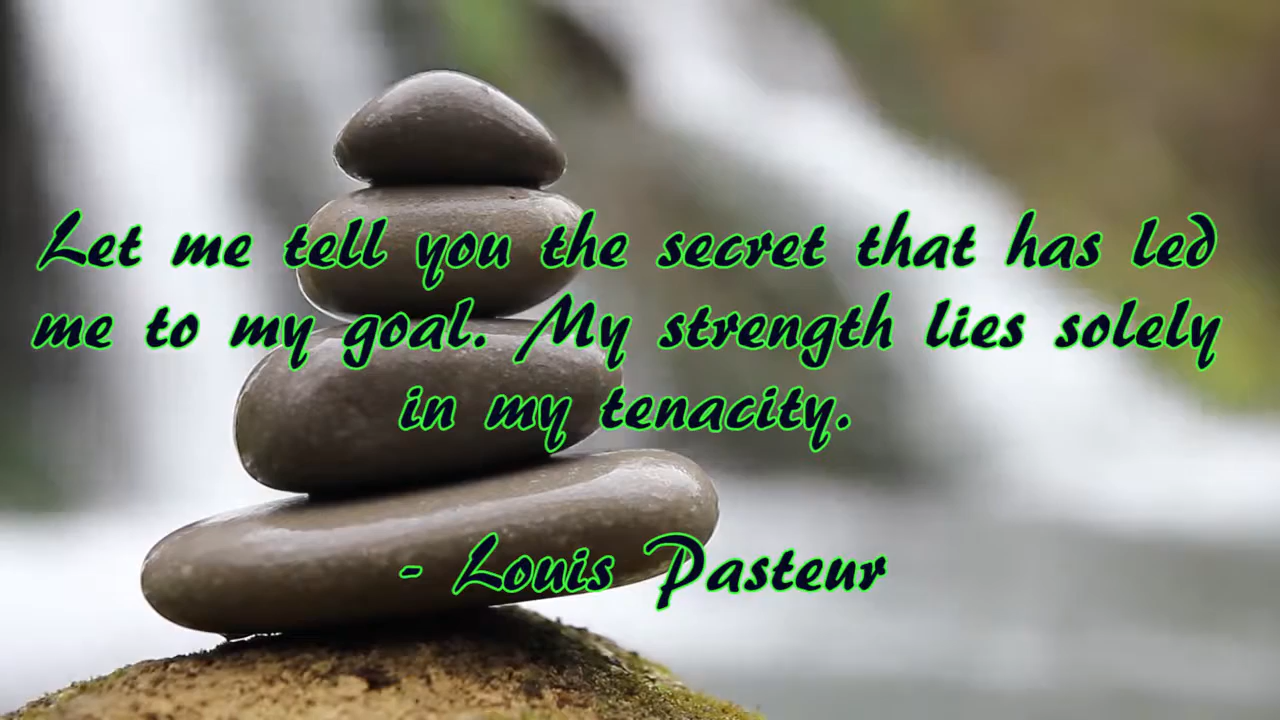 Let me tell you the secret that has led
me to my goal. My strength lies solely
in my tenacity.
- Louis Pasteur